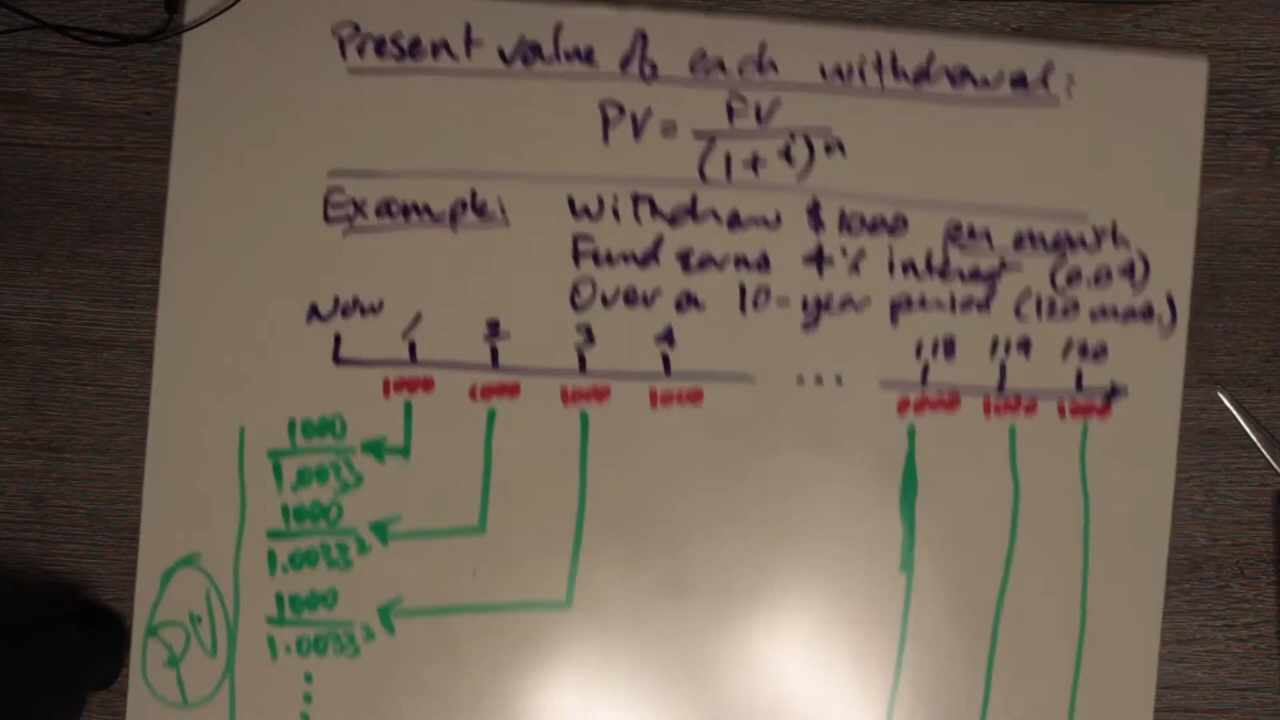 Present value of each withdrawal:
PV = FV / (1 + i)^n
Example: Withdraw $1000 per month
Fund earns 4% interest (0.04)
Over a 10-year period (120 mos.)
Now 1 2 3 4 ... 118 119 120
1000 1000 1000 1000 1000 1000 1000
1000 / 1.0033
1000 / 1.0033²
1000 / 1.0033³
⋮
PV